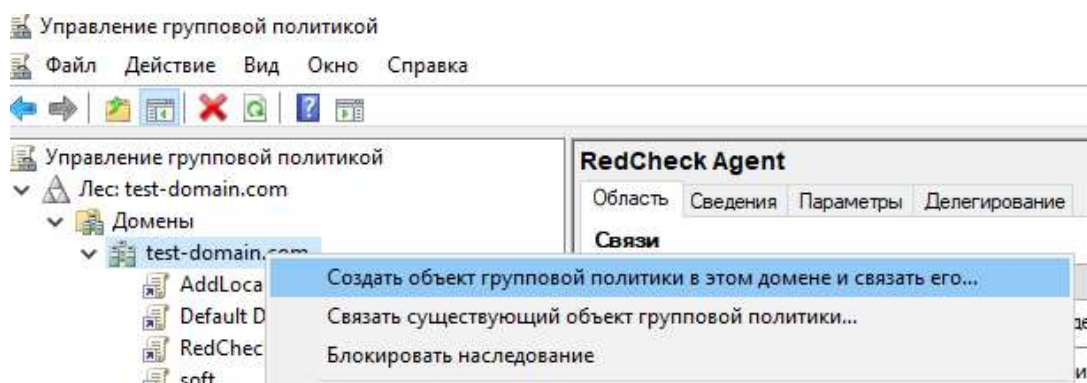 Управление групповой политикой
Файл Действие Вид Окно Справка
Управление групповой политикой
Лес: test-domain.com
Домены
test-domain.com
AddLoca
Default D
RedChec
soft
RedCheck Agent
Область Сведения Параметры Делегирование
Связи
Создать объект групповой политики в этом домене и связать его...
Связать существующий объект групповой политики...
Блокировать наследование